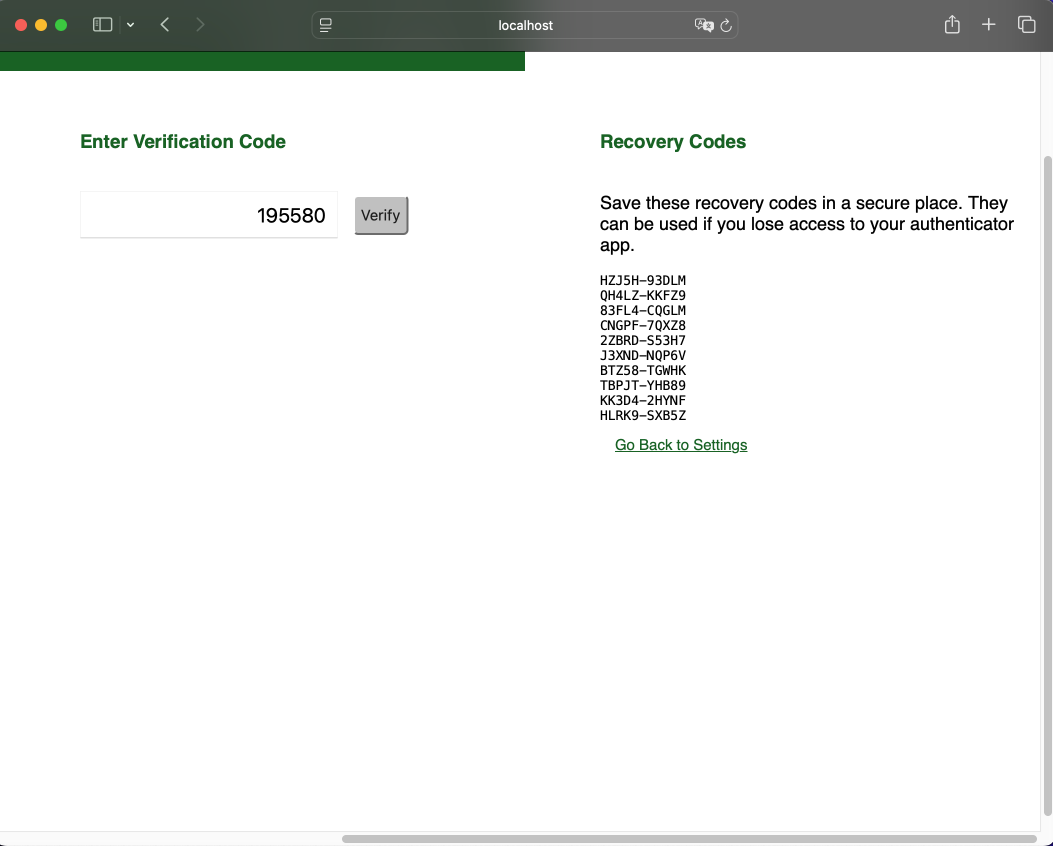 localhost
Enter Verification Code
195580
Verify
Recovery Codes
Save these recovery codes in a secure place. They
can be used if you lose access to your authenticator
app.
HZJ5H-93DLM
QH4LZ-KKFZ9
83FL4-CQGLM
CNGPF-7QXZ8
2ZBRD-S53H7
J3XND-NQP6V
BTZ58-TGWHK
TBPJT-YHB89
KK3D4-2HYNF
HLRK9-SXB5Z
Go Back to Settings